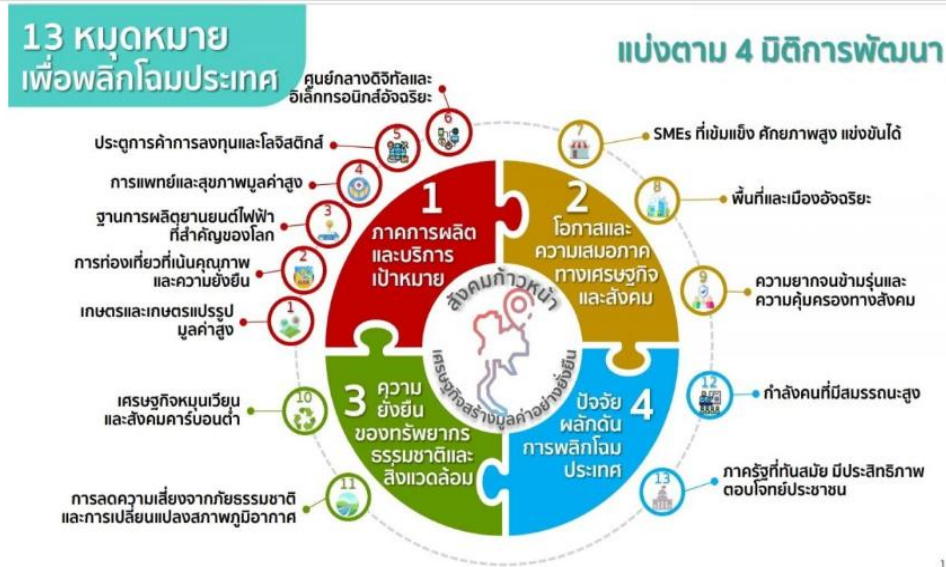 13 หมุดหมาย
เพื่อพลิกโฉมประเทศ
แบ่งตาม 4 มิติการพัฒนา
ศูนย์กลางดิจิทัลและ
อิเล็กทรอนิกส์อัจฉริยะ
6
ประตูการค้าการลงทุนและโลจิสติกส์
5
การแพทย์และสุขภาพมูลค่าสูง
4
ฐานการผลิตยานยนต์ไฟฟ้า
ที่สำคัญของโลก
3
การท่องเที่ยวที่เน้นคุณภาพ
และความยั่งยืน
2
เกษตรและเกษตรแปรรูป
มูลค่าสูง
1
1
ภาคการผลิต
และบริการ
เป้าหมาย
2
โอกาสและ
ความเสมอภาค
ทางเศรษฐกิจ
และสังคม
7
SMEs ที่เข้มแข็ง ศักยภาพสูง แข่งขันได้
8
พื้นที่และเมืองอัจฉริยะ
9
ความยากจนข้ามรุ่นและ
ความคุ้มครองทางสังคม
สังคมก้าวหน้า
เศรษฐกิจสร้างมูลค่าอย่างยั่งยืน
3 ความ
ยั่งยืน
ของทรัพยากร
ธรรมชาติและ
สิ่งแวดล้อม
10
เศรษฐกิจหมุนเวียน
และสังคมคาร์บอนต่ำ
11
การลดความเสี่ยงจากภัยธรรมชาติ
และการเปลี่ยนแปลงสภาพภูมิอากาศ
ปัจจัย 4
ผลักดัน
การพลิกโฉม
ประเทศ
12
กำลังคนที่มีสมรรถนะสูง
13
ภาครัฐที่ทันสมัย มีประสิทธิภาพ
ตอบโจทย์ประชาชน
1